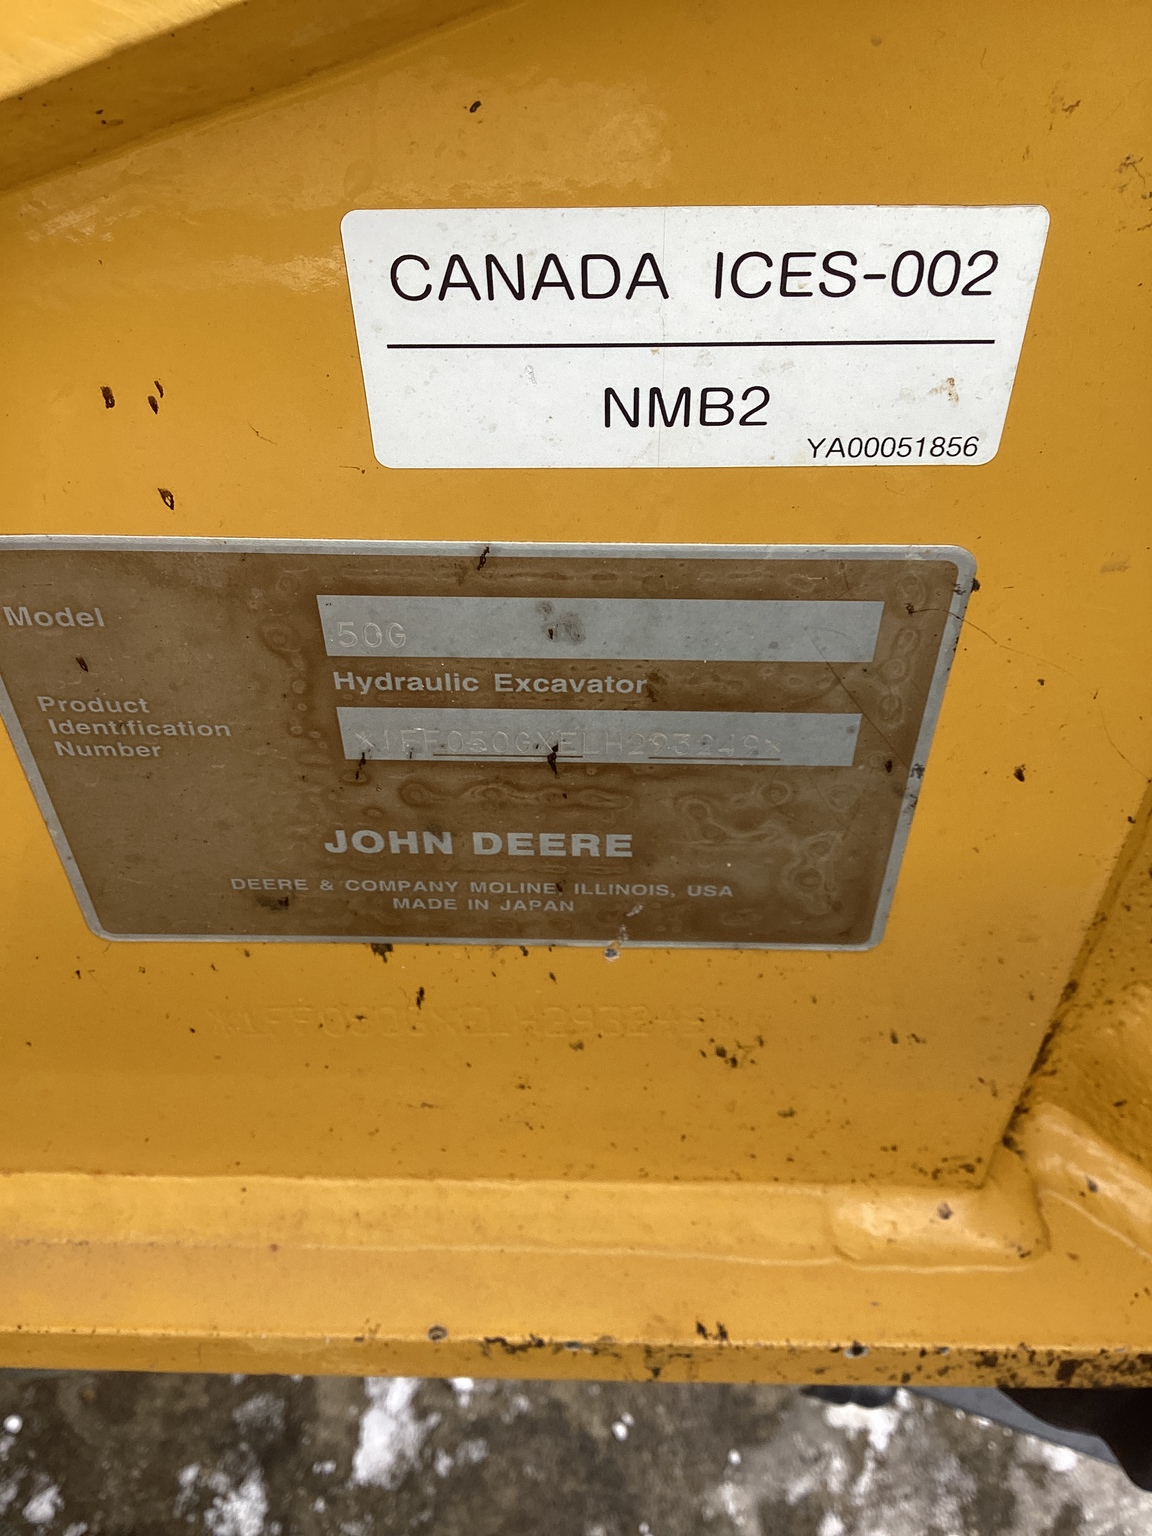 CANADA ICES-002
NMB2
YA00051856
Model
50G
Hydraulic Excavator
Product
Identification
Number
JOHN DEERE
DEERE & COMPANY MOLINE, ILLINOIS, USA
MADE IN JAPAN